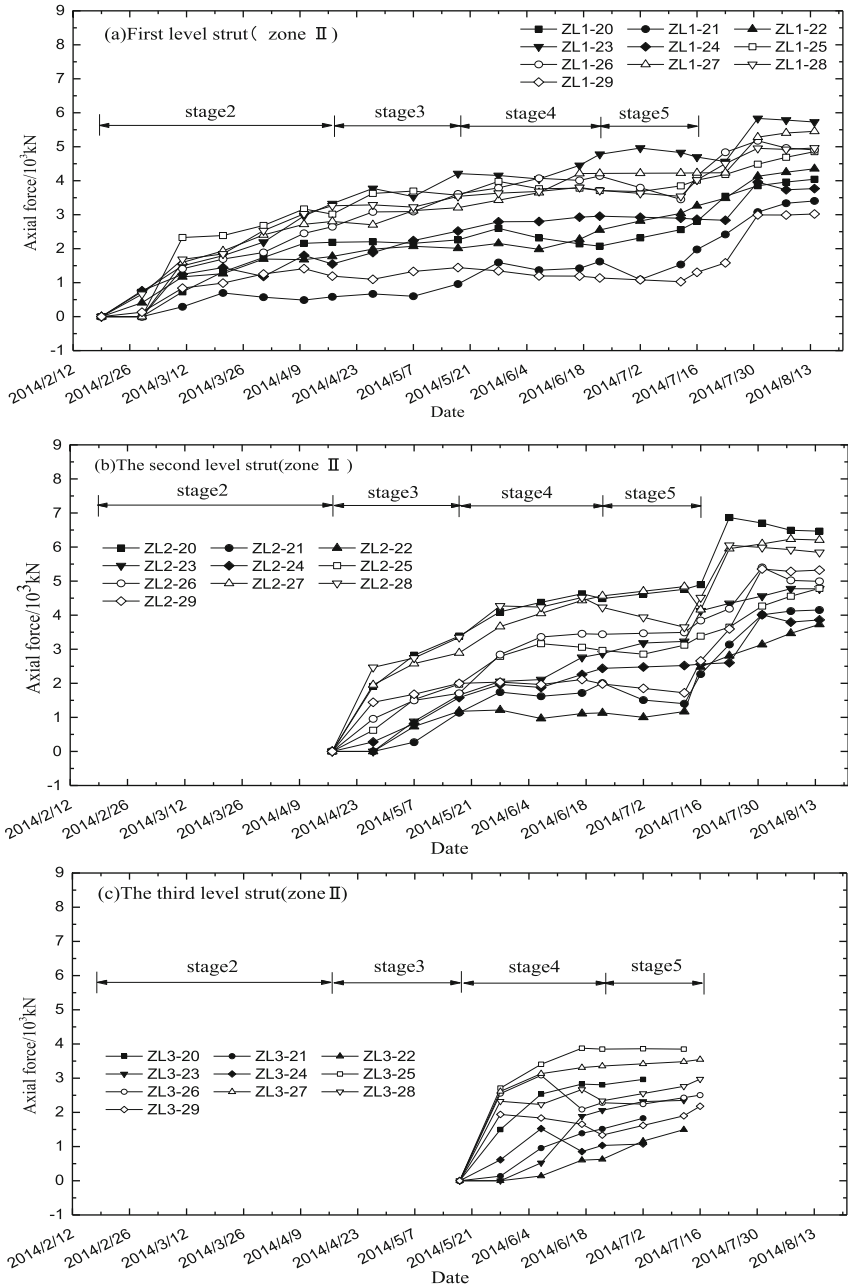 (a)First level strut( zone Ⅱ)
ZL1-20 ZL1-21 ZL1-22
ZL1-23 ZL1-24 ZL1-25
ZL1-26 ZL1-27 ZL1-28
ZL1-29
stage2 stage3 stage4 stage5
Axial force/10³kN
9
8
7
6
5
4
3
2
1
0
-1
2014/2/12 2014/2/26 2014/3/12 2014/3/26 2014/4/9 2014/4/23 2014/5/7 2014/5/21 2014/6/4 2014/6/18 2014/7/2 2014/7/16 2014/7/30 2014/8/13
Date
(b)The second level strut(zone Ⅱ)
stage2 stage3 stage4 stage5
ZL2-20 ZL2-21 ZL2-22
ZL2-23 ZL2-24 ZL2-25
ZL2-26 ZL2-27 ZL2-28
ZL2-29
Axial force/10³kN
9
8
7
6
5
4
3
2
1
0
-1
2014/2/12 2014/2/26 2014/3/12 2014/3/26 2014/4/9 2014/4/23 2014/5/7 2014/5/21 2014/6/4 2014/6/18 2014/7/2 2014/7/16 2014/7/30 2014/8/13
Date
(c)The third level strut(zoneⅡ)
stage2 stage3 stage4 stage5
ZL3-20 ZL3-21 ZL3-22
ZL3-23 ZL3-24 ZL3-25
ZL3-26 ZL3-27 ZL3-28
ZL3-29
Axial force/10³kN
9
8
7
6
5
4
3
2
1
0
-1
2014/2/12 2014/2/26 2014/3/12 2014/3/26 2014/4/9 2014/4/23 2014/5/7 2014/5/21 2014/6/4 2014/6/18 2014/7/2 2014/7/16 2014/7/30 2014/8/13
Date